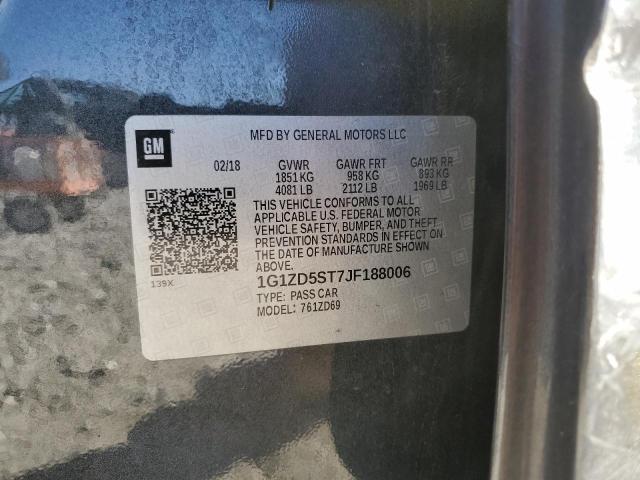 GM
MFD BY GENERAL MOTORS LLC
02/18 GVWR GAWR FRT GAWR RR
1851 KG 958 KG 893 KG
4081 LB 2112 LB 1969 LB
THIS VEHICLE CONFORMS TO ALL
APPLICABLE U.S. FEDERAL MOTOR
VEHICLE SAFETY, BUMPER, AND THEFT
PREVENTION STANDARDS IN EFFECT ON
THE DATE OF MANUFACTURE SHOWN
ABOVE.
139X
1G1ZD5ST7JF188006
TYPE: PASS CAR
MODEL: 761ZD69